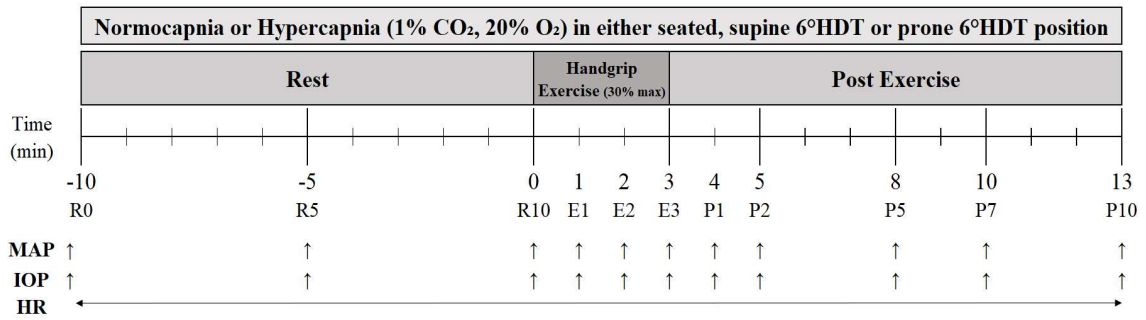 Normocapnia or Hypercapnia (1% CO₂, 20% O₂) in either seated, supine 6°HDT or prone 6°HDT position
Rest
Handgrip
Exercise (30% max)
Post Exercise
Time
(min)
-10 -5 0 1 2 3 4 5 8 10 13
R0 R5 R10 E1 E2 E3 P1 P2 P5 P7 P10
MAP ↑ ↑ ↑ ↑ ↑ ↑ ↑ ↑ ↑ ↑ ↑
IOP ↑ ↑ ↑ ↑ ↑ ↑ ↑ ↑ ↑ ↑ ↑
HR